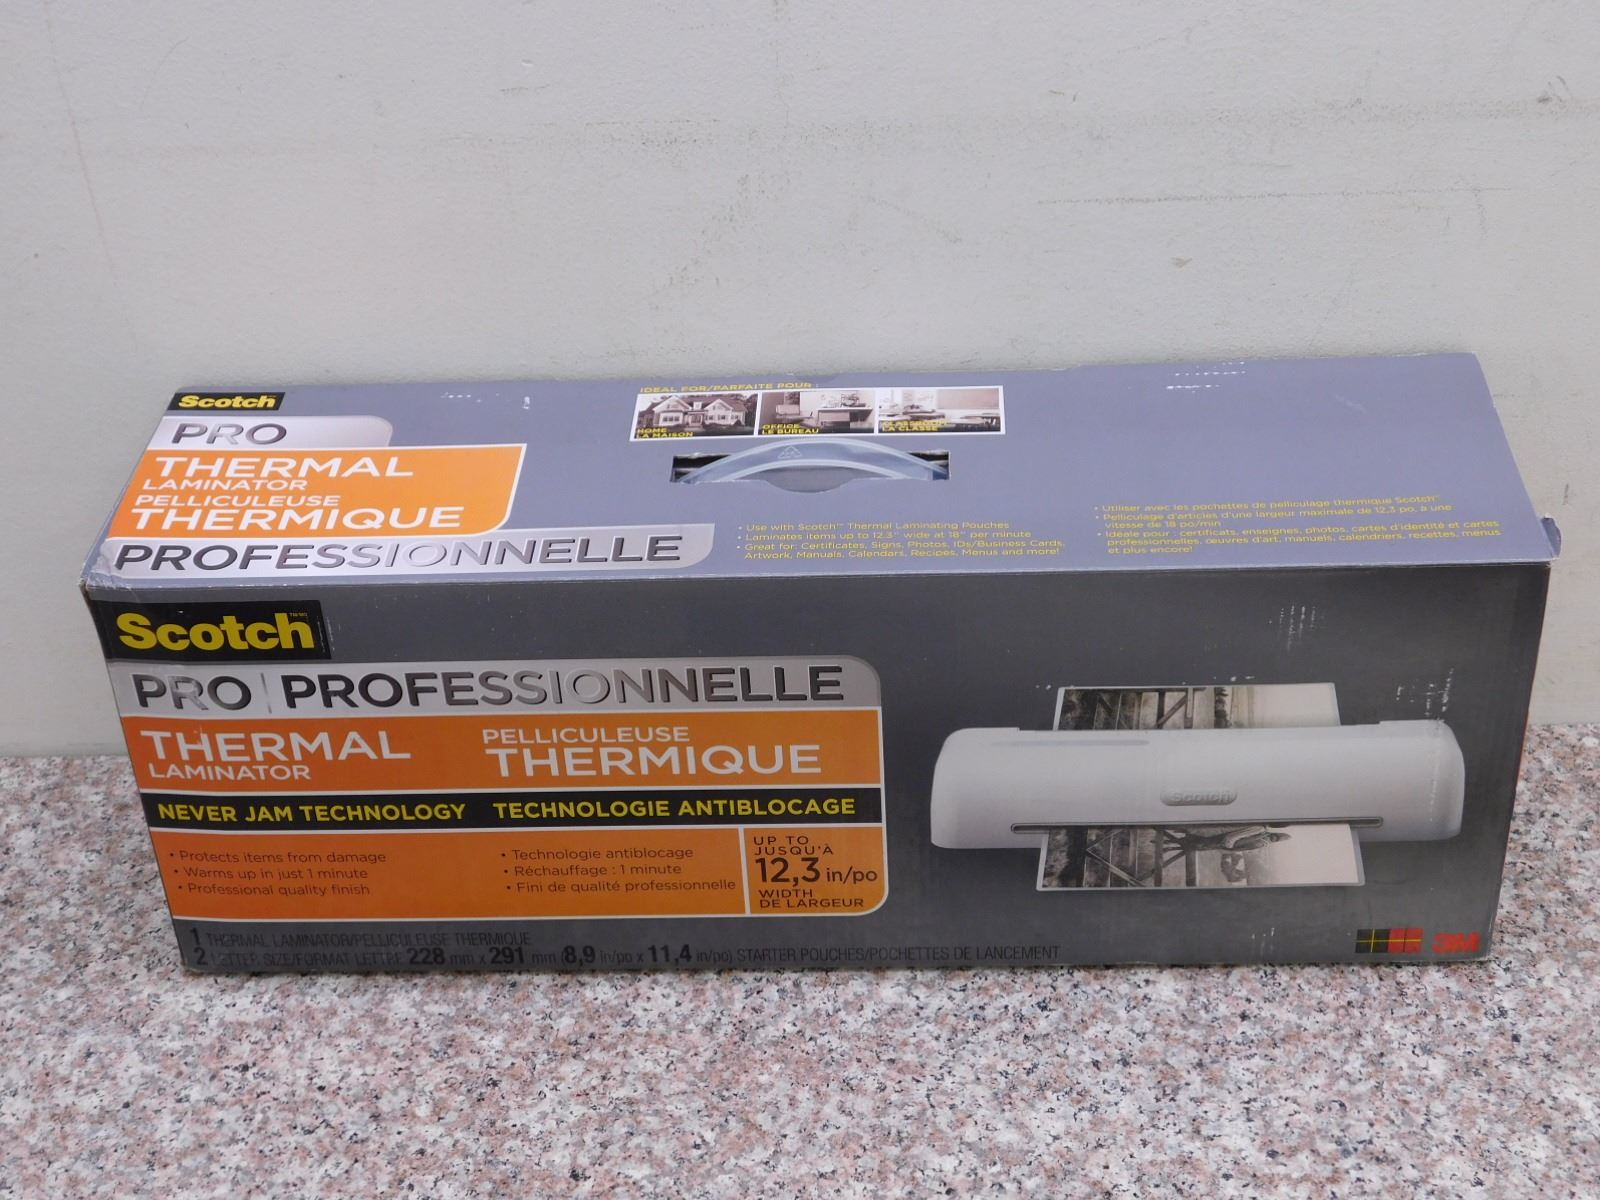 Scotch
PRO
THERMAL
LAMINATOR
PELLICULEUSE
THERMIQUE
PROFESSIONNELLE
IDEAL FOR/PARFAITE POUR :
HOME
LA MAISON
OFFICE
LE BUREAU
CLASSROOM
LA CLASSE
• Use with Scotch™ Thermal Laminating Pouches
• Laminates items up to 12.3" wide at 18" per minute
• Great for: Certificates, Signs, Photos, IDs/Business Cards,
Artwork, Manuals, Calendars, Recipes, Menus and more!
• Utiliser avec les pochettes de pelliculage thermique Scotch™
• Pelliculage d'articles d'une largeur maximale de 12,3 po, à une
vitesse de 18 po/min
• Idéale pour : certificats, enseignes, photos, cartes d'identité et cartes
professionnelles, œuvres d'art, manuels, calendriers, recettes, menus
et plus encore!
Scotch
PRO | PROFESSIONNELLE
THERMAL
LAMINATOR
PELLICULEUSE
THERMIQUE
NEVER JAM TECHNOLOGY TECHNOLOGIE ANTIBLOCAGE
• Protects items from damage
• Warms up in just 1 minute
• Professional quality finish
• Technologie antiblocage
• Réchauffage : 1 minute
• Fini de qualité professionnelle
UP TO
JUSQU'À
12,3 in/po
WIDTH
DE LARGEUR
Scotch
1 THERMAL LAMINATOR/PELLICULEUSE THERMIQUE
2 LETTER SIZE/FORMAT LETTRE 228 mm x 291 mm (8,9 in/po x 11,4 in/po) STARTER POUCHES/POCHETTES DE LANCEMENT
3M